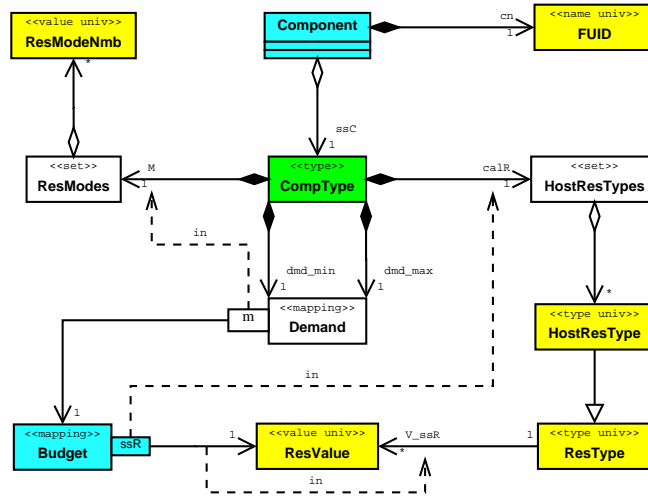 <<value univ>>
ResModeNmb
*
Component
cn
1
<<name univ>>
FUID
ssC
1
<<set>>
ResModes
M
1
<<type>>
CompType
calR
1
<<set>>
HostResTypes
in
dmd_min
1
dmd_max
1
*
m
<<mapping>>
Demand
<<type univ>>
HostResType
in
1
<<mapping>>
Budget
ssR
1
<<value univ>>
ResValue
V_ssR
*
1
<<type univ>>
ResType
in